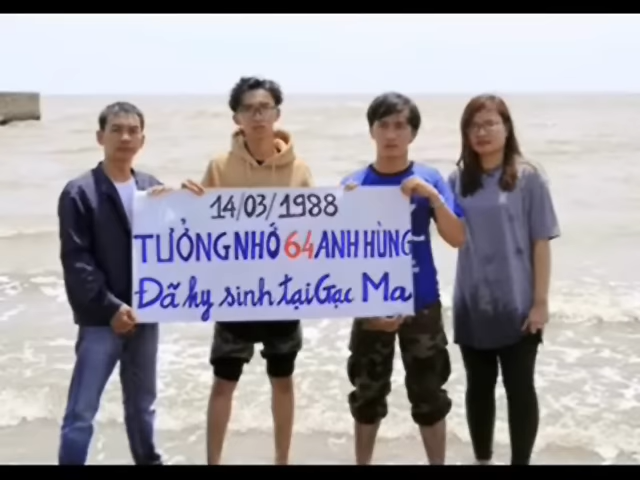 14/03/1988
TƯỞNG NHỚ 64 ANH HÙNG
Đã hy sinh tại Gạc Ma